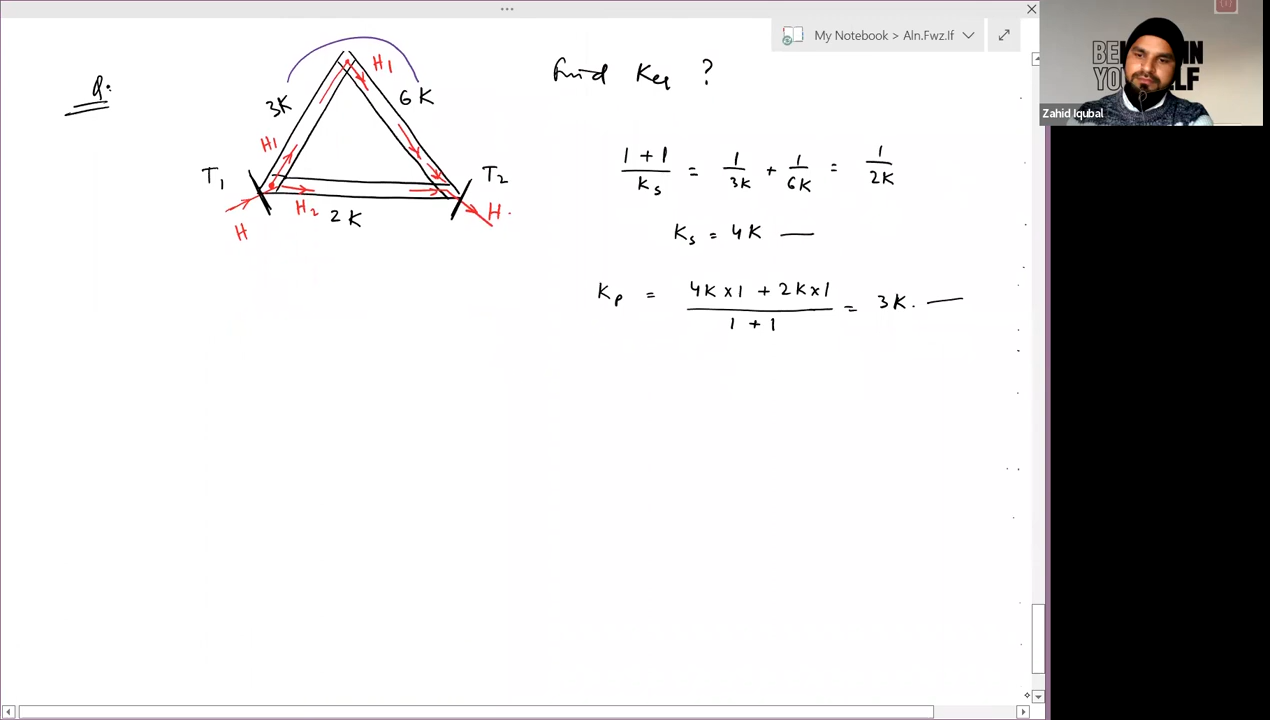 My Notebook > Aln.Fwz.If
Zahid Iqubal
Q.
H1
3K
6K
H1
T1
T2
H2
2K
H
H.
find Keq ?
1 + 1 / Ks = 1/3K + 1/6K = 1/2K
Ks = 4K —
Kp = 4K x 1 + 2K x 1 / 1 + 1 = 3K. —